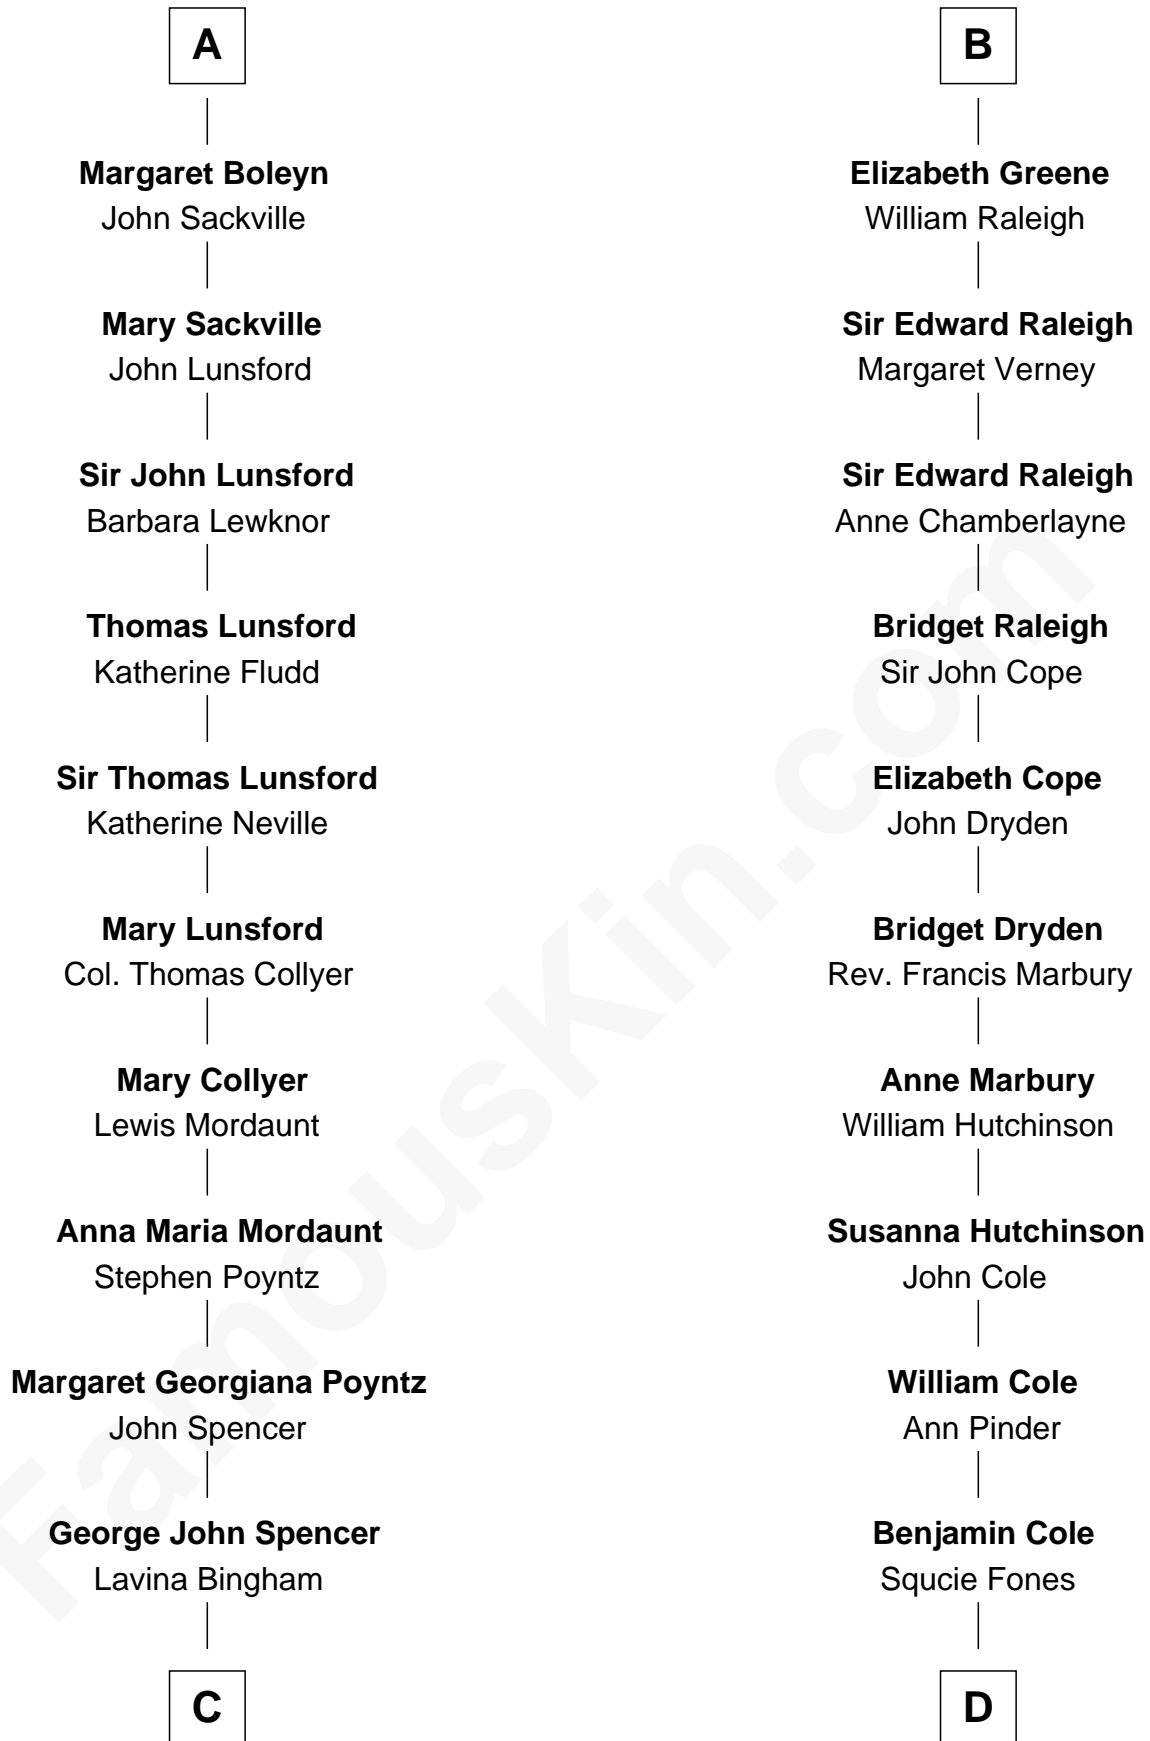 A
Margaret Boleyn
John Sackville
Mary Sackville
John Lunsford
Sir John Lunsford
Barbara Lewknor
Thomas Lunsford
Katherine Fludd
Sir Thomas Lunsford
Katherine Neville
Mary Lunsford
Col. Thomas Collyer
Mary Collyer
Lewis Mordaunt
Anna Maria Mordaunt
Stephen Poyntz
Margaret Georgiana Poyntz
John Spencer
George John Spencer
Lavina Bingham
C
B
Elizabeth Greene
William Raleigh
Sir Edward Raleigh
Margaret Verney
Sir Edward Raleigh
Anne Chamberlayne
Bridget Raleigh
Sir John Cope
Elizabeth Cope
John Dryden
Bridget Dryden
Rev. Francis Marbury
Anne Marbury
William Hutchinson
Susanna Hutchinson
John Cole
William Cole
Ann Pinder
Benjamin Cole
Squcie Fones
D
FamousKin.com